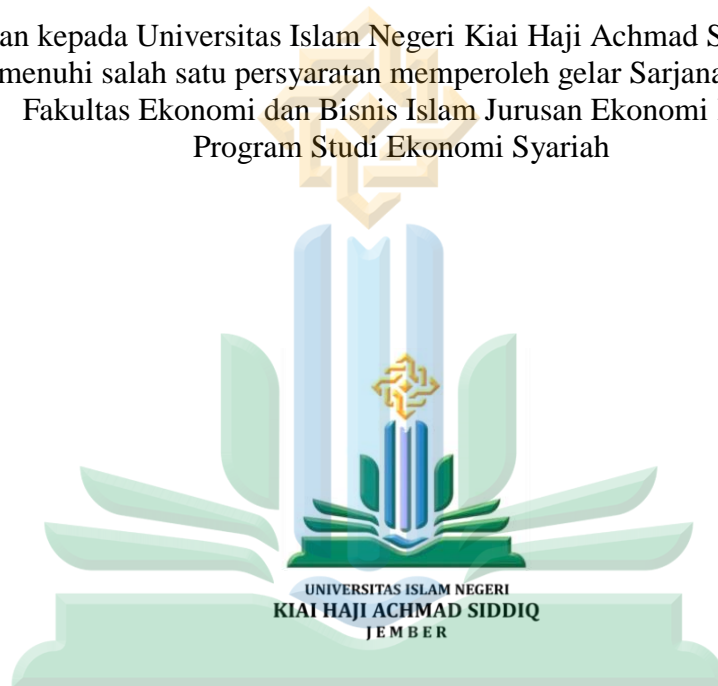 an kepada Universitas Islam Negeri Kiai Haji Achmad S
menuhi salah satu persyaratan memperoleh gelar Sarjana
Fakultas Ekonomi dan Bisnis Islam Jurusan Ekonomi
Program Studi Ekonomi Syariah
UNIVERSITAS ISLAM NEGERI
KIAI HAJI ACHMAD SIDDIQ
JEMBER